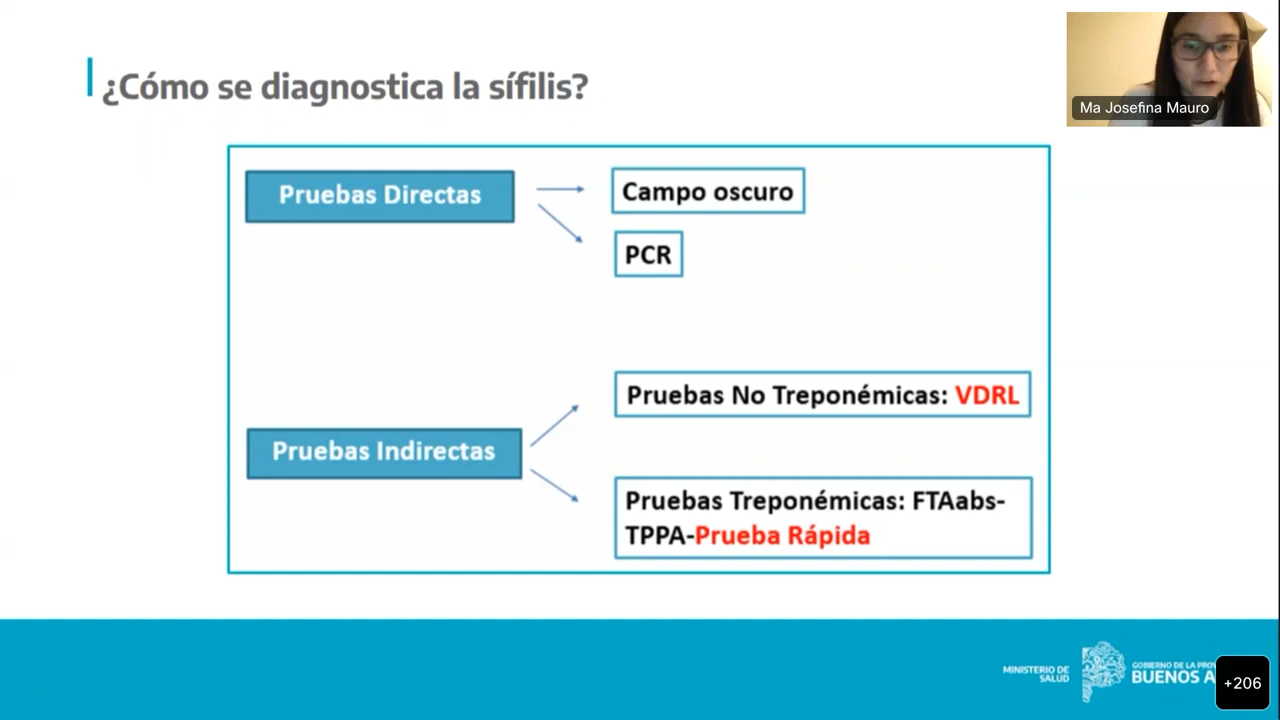 ¿Cómo se diagnostica la sífilis?
Ma Josefina Mauro
Pruebas Directas
Campo oscuro
PCR
Pruebas No Treponémicas: VDRL
Pruebas Indirectas
Pruebas Treponémicas: FTAabs-
TPPA-Prueba Rápida
MINISTERIO DE
SALUD
GOBIERNO DE LA
BUENOS
+206